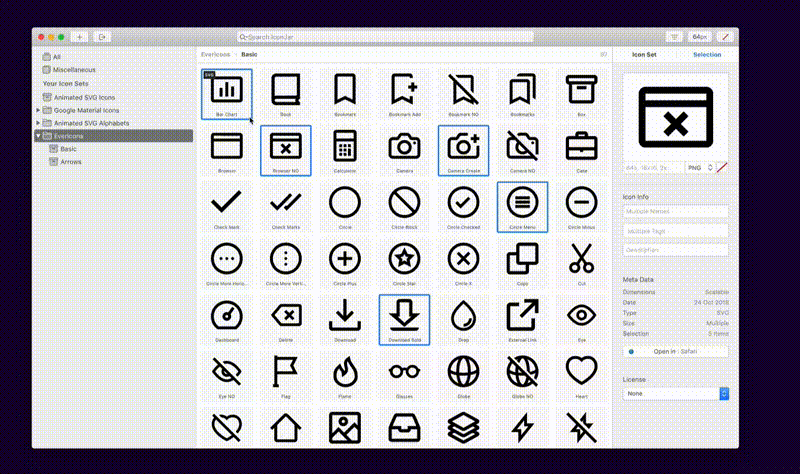 Search IconJar
64px
All
Miscellaneous
Your Icon Sets
Animated SVG Icons
Google Material Icons
Animated SVG Alphabets
Evericons
Basic
Arrows
Evericons › Basic
SVG
Bar Chart
Book
Bookmark
Bookmark Add
Bookmark NO
Bookmarks
Box
Browser
Browser NO
Calculator
Camera
Camera Create
Camera NO
Case
Check Mark
Check Marks
Circle
Circle Block
Circle Checked
Circle Menu
Circle Minus
Circle More Horiz...
Circle More Verti...
Circle Plus
Circle Star
Circle X
Copy
Cut
Dashboard
Delete
Download
Download Bold
Drop
External Link
Eye
Eye NO
Flag
Flame
Glasses
Globe
Globe NO
Heart
Icon Set
Selection
PNG
Icon Info
Multiple Names
Multiple Tags
Description
Meta Data
Dimensions Scalable
Date 24 Oct 2018
Type SVG
Size Multiple
Selection 5 Items
Open in Safari
License
None